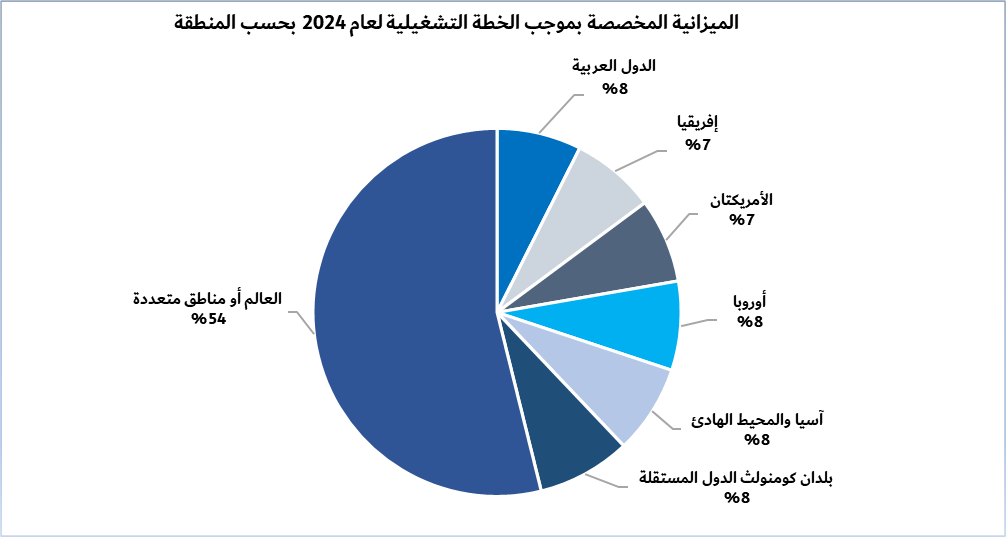 الميزانية المخصصة بموجب الخطة التشغيلية لعام 2024 بحسب المنطقة
الدول العربية
%8
إفريقيا
%7
الأمريكتان
%7
أوروبا
%8
آسيا والمحيط الهادئ
%8
بلدان كومنولث الدول المستقلة
%8
العالم أو مناطق متعددة
%54